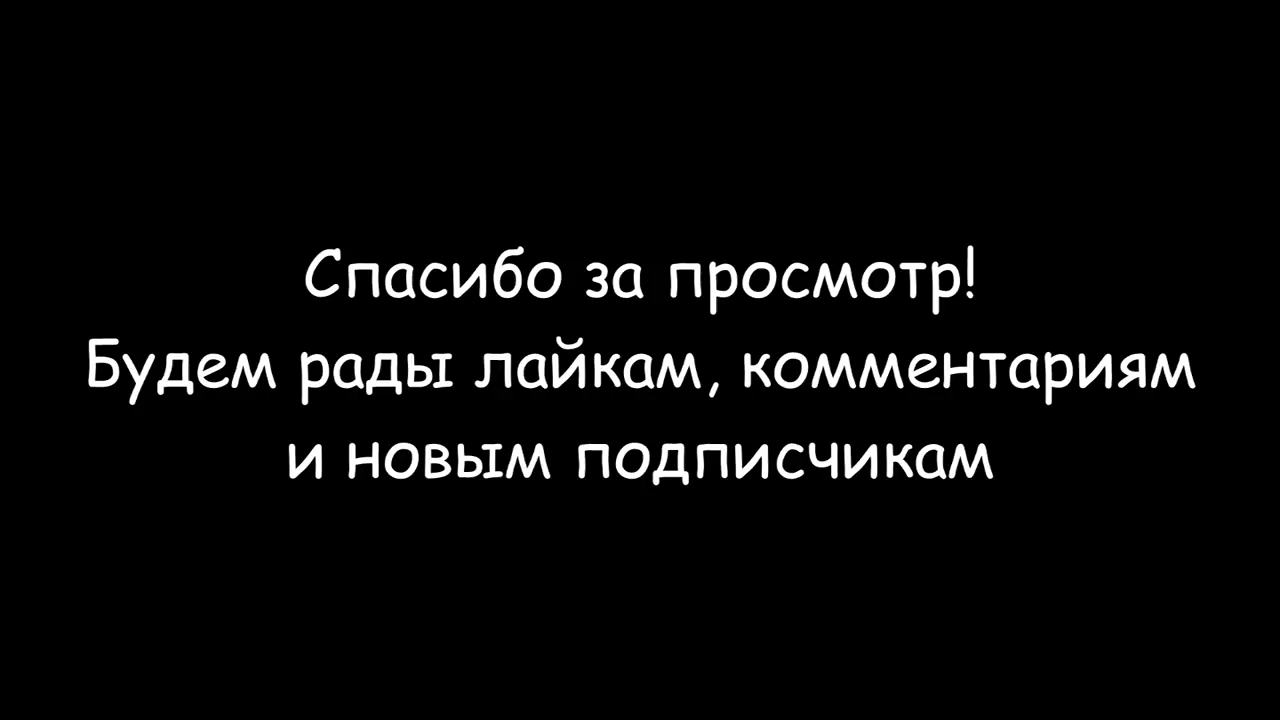 Спасибо за просмотр!
Будем рады лайкам, комментариям
и новым подписчикам